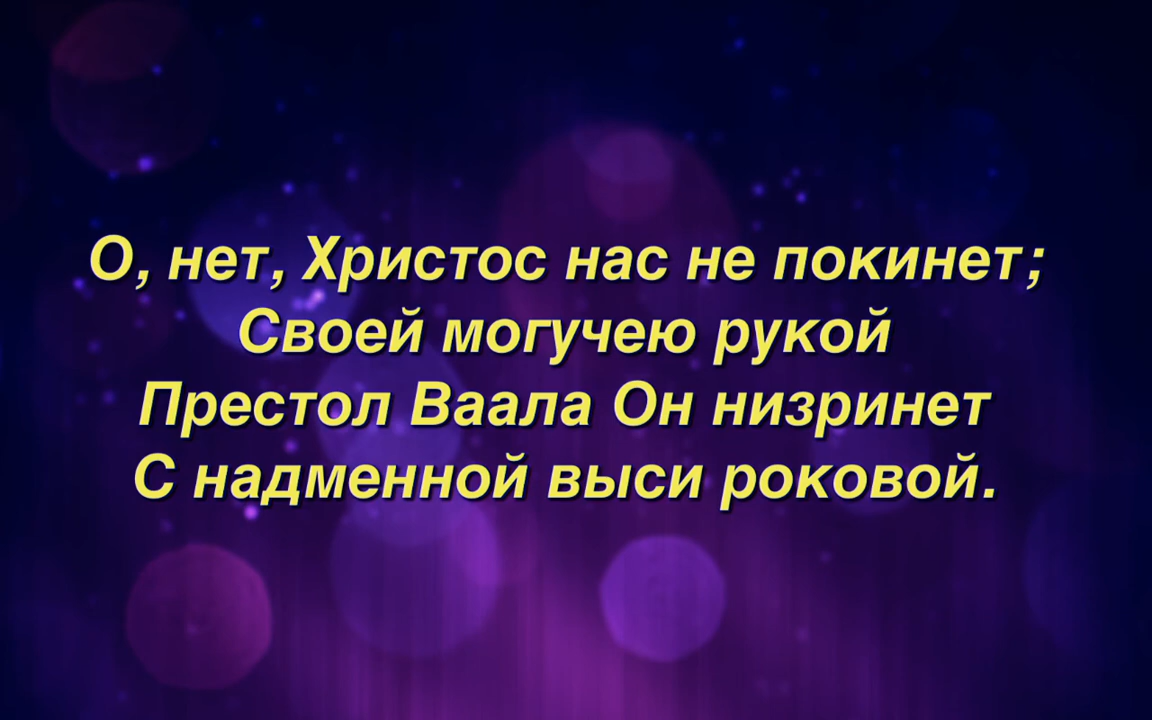 О, нет, Христос нас не покинет;
Своей могучею рукой
Престол Ваала Он низринет
С надменной выси роковой.